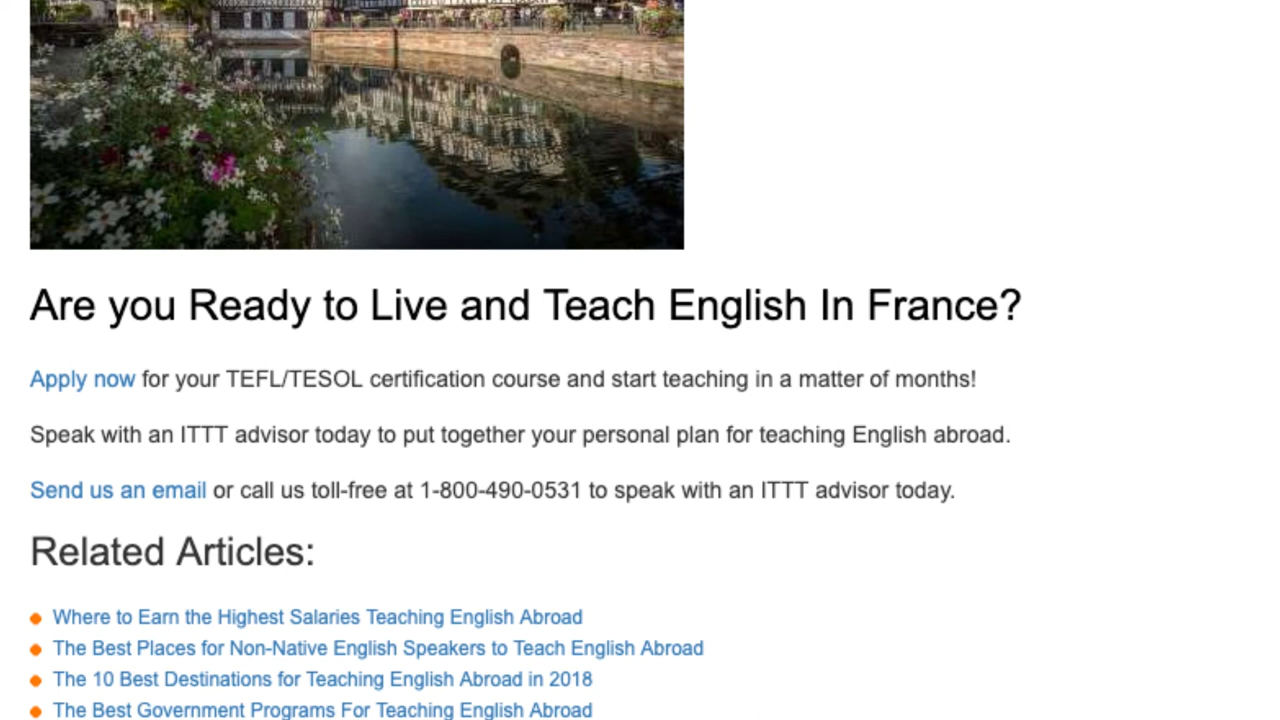 Are you Ready to Live and Teach English In France?
Apply now for your TEFL/TESOL certification course and start teaching in a matter of months!
Speak with an ITTT advisor today to put together your personal plan for teaching English abroad.
Send us an email or call us toll-free at 1-800-490-0531 to speak with an ITTT advisor today.
Related Articles:
Where to Earn the Highest Salaries Teaching English Abroad
The Best Places for Non-Native English Speakers to Teach English Abroad
The 10 Best Destinations for Teaching English Abroad in 2018
The Best Government Programs For Teaching English Abroad